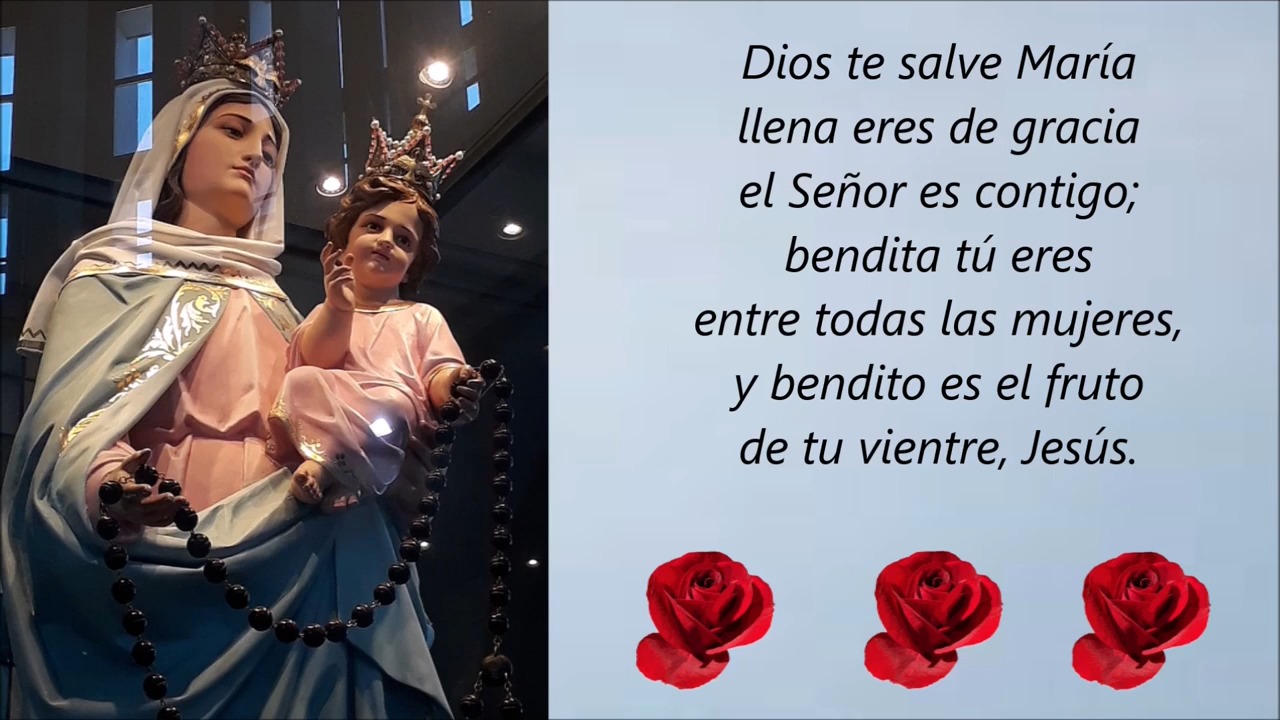 Dios te salve María
llena eres de gracia
el Señor es contigo;
bendita tú eres
entre todas las mujeres,
y bendito es el fruto
de tu vientre, Jesús.